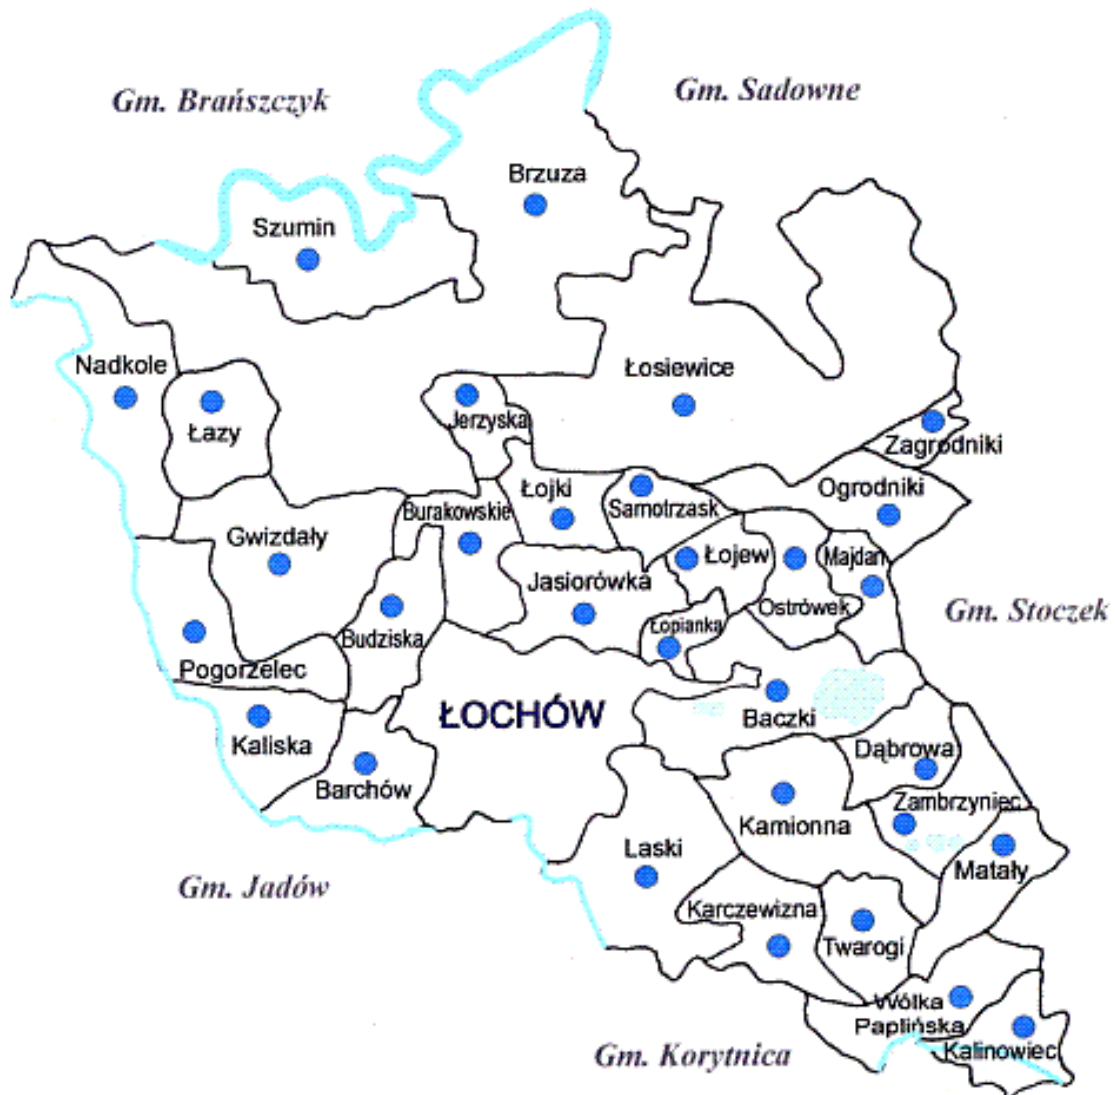 Gm. Brańszczyk
Gm. Sadowne
Brzuza
Szumin
Nadkole
Łosiewice
Łazy
Jerzyska
Zagrodniki
Łojki
Ogrodniki
Burakowskie
Samotrzask
Gwizdały
Łojew
Majdan
Jasiorówka
Ostrówek
Gm. Stoczek
Łopianka
Budziska
Pogorzelec
ŁOCHÓW
Baczki
Kaliska
Dąbrowa
Barchów
Zambrzyniec
Kamionna
Laski
Matały
Gm. Jadów
Karczewizna
Twarogi
Wólka
Paplińska
Gm. Korytnica
Kalinowiec